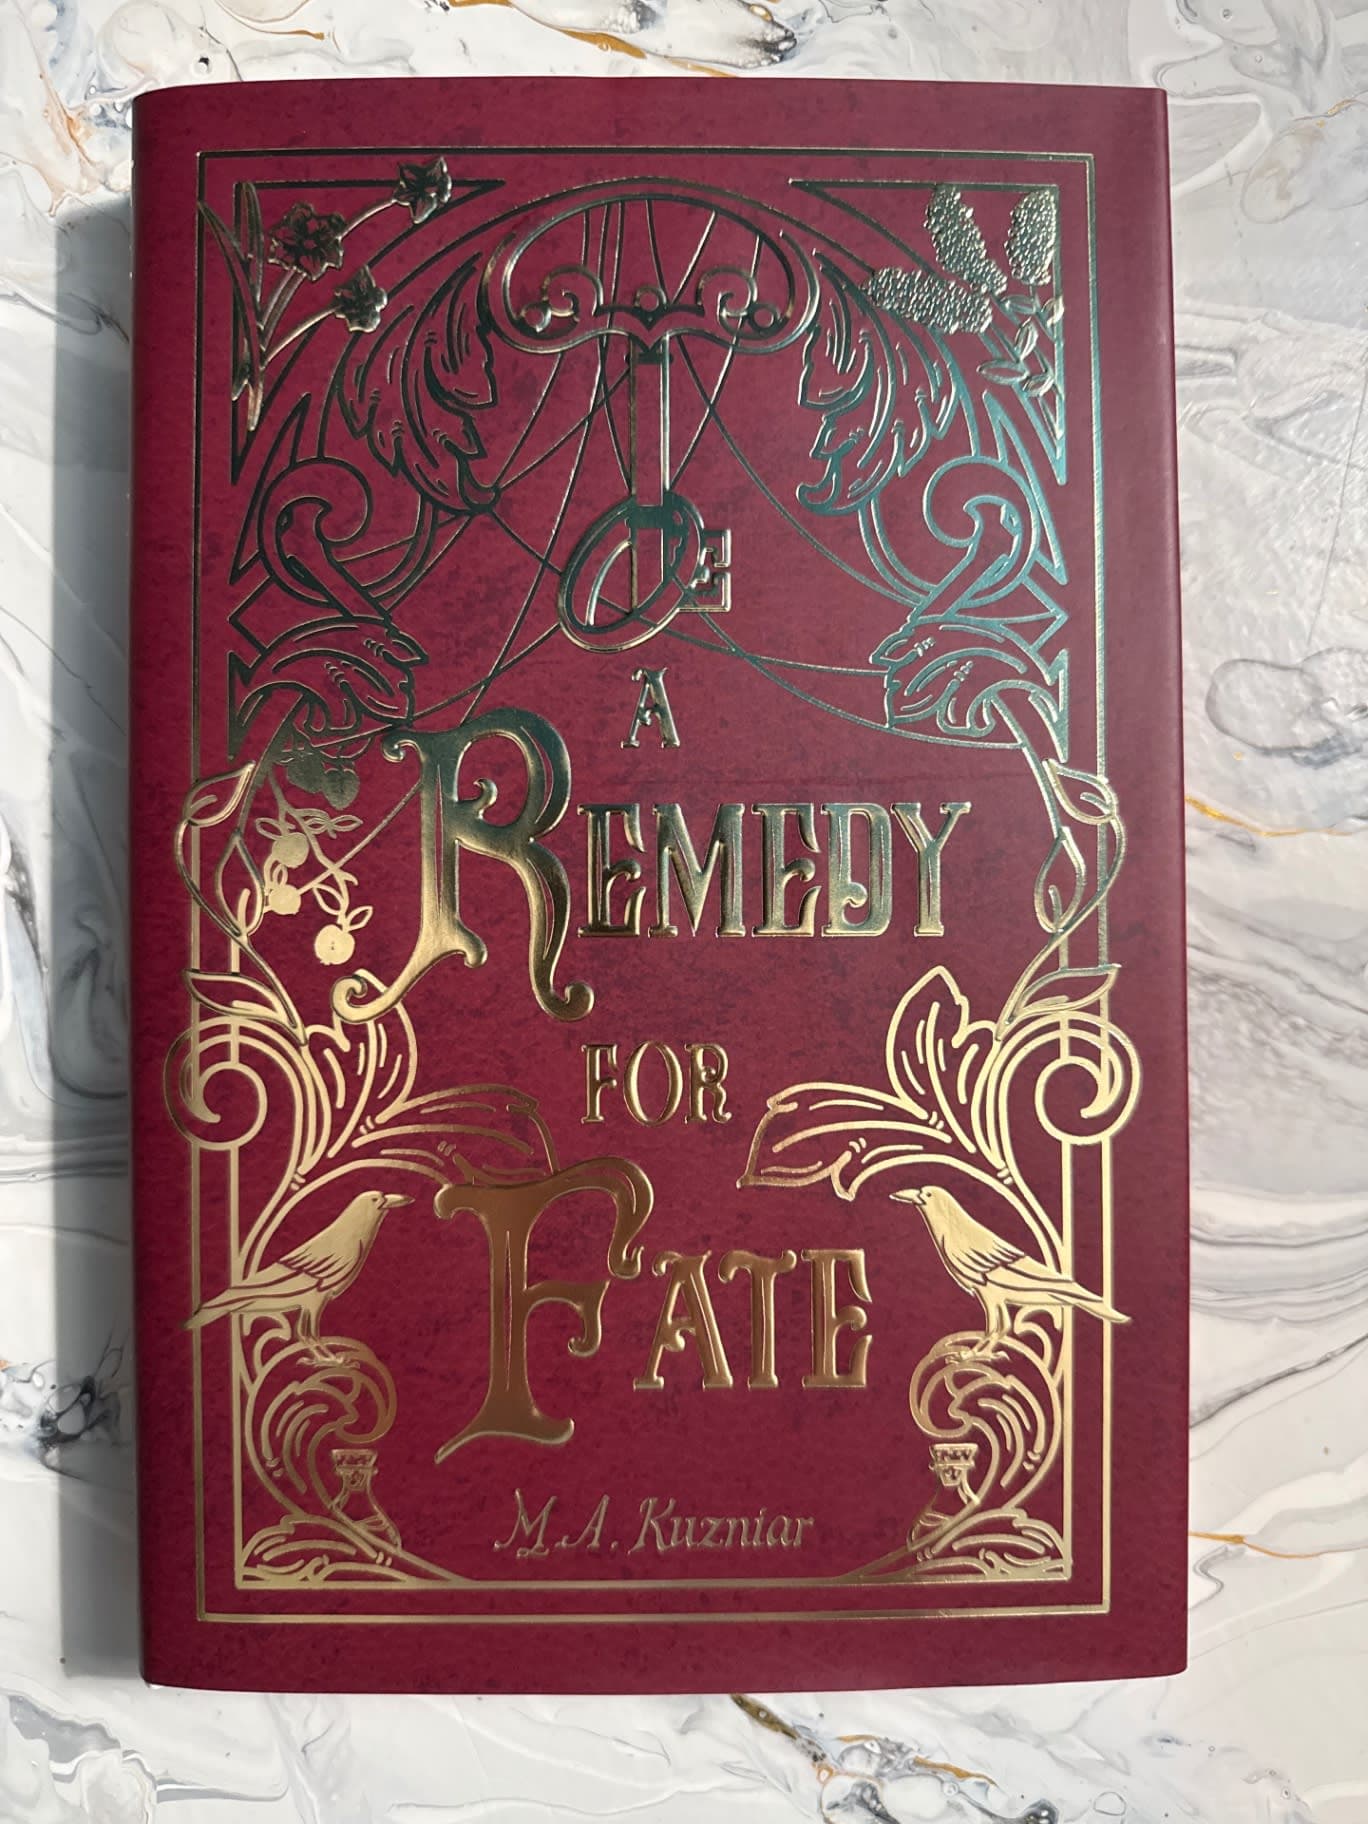 A
REMEDY
FOR
FATE
M. A. Kuzniar